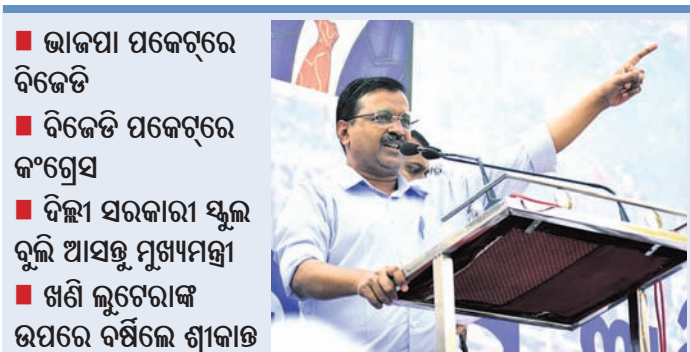 ■ ଭାଜପା ପକେଟ୍‌ରେ
ବିଜେଡି
■ ବିଜେଡି ପକେଟ୍‌ରେ
କଂଗ୍ରେସ
■ ଦିଲ୍ଲୀ ସରକାରୀ ସ୍କୁଲ
ବୁଲି ଆସନ୍ତୁ ମୁଖ୍ୟମନ୍ତ୍ରୀ
■ ଖଣି ଲୁଟେରାଙ୍କ
ଉପରେ ବର୍ଷିଲେ ଶ୍ରୀକାନ୍ତ